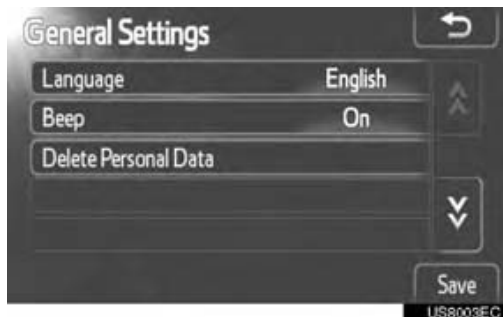 General Settings
Language English
Beep On
Delete Personal Data
Save
US8003EC